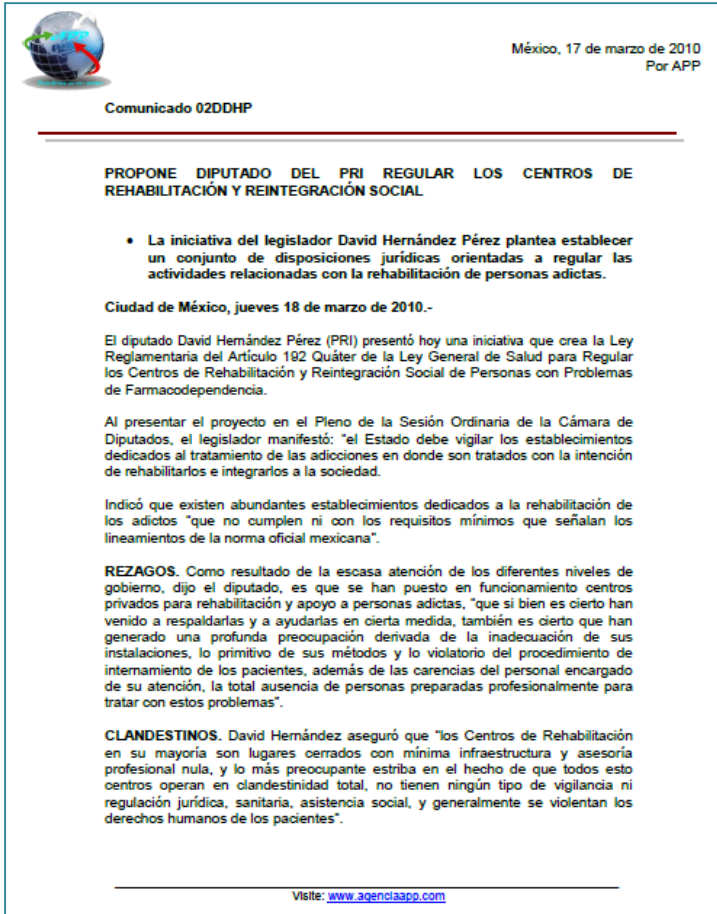 APP
México, 17 de marzo de 2010
Por APP
Comunicado 02DDHP
PROPONE DIPUTADO DEL PRI REGULAR LOS CENTROS DE
REHABILITACIÓN Y REINTEGRACIÓN SOCIAL
• La iniciativa del legislador David Hernández Pérez plantea establecer
un conjunto de disposiciones jurídicas orientadas a regular las
actividades relacionadas con la rehabilitación de personas adictas.
Ciudad de México, jueves 18 de marzo de 2010.-
El diputado David Hernández Pérez (PRI) presentó hoy una iniciativa que crea la Ley
Reglamentaria del Artículo 192 Quáter de la Ley General de Salud para Regular
los Centros de Rehabilitación y Reintegración Social de Personas con Problemas
de Farmacodependencia.
Al presentar el proyecto en el Pleno de la Sesión Ordinaria de la Cámara de
Diputados, el legislador manifestó: "el Estado debe vigilar los establecimientos
dedicados al tratamiento de las adicciones en donde son tratados con la intención
de rehabilitarlos e integrarlos a la sociedad.
Indicó que existen abundantes establecimientos dedicados a la rehabilitación de
los adictos "que no cumplen ni con los requisitos mínimos que señalan los
lineamientos de la norma oficial mexicana".
REZAGOS. Como resultado de la escasa atención de los diferentes niveles de
gobierno, dijo el diputado, es que se han puesto en funcionamiento centros
privados para rehabilitación y apoyo a personas adictas, "que si bien es cierto han
venido a respaldarlas y a ayudarlas en cierta medida, también es cierto que han
generado una profunda preocupación derivada de la inadecuación de sus
instalaciones, lo primitivo de sus métodos y lo violatorio del procedimiento de
internamiento de los pacientes, además de las carencias del personal encargado
de su atención, la total ausencia de personas preparadas profesionalmente para
tratar con estos problemas".
CLANDESTINOS. David Hernández aseguró que "los Centros de Rehabilitación
en su mayoría son lugares cerrados con mínima infraestructura y asesoría
profesional nula, y lo más preocupante estriba en el hecho de que todos esto
centros operan en clandestinidad total, no tienen ningún tipo de vigilancia ni
regulación jurídica, sanitaria, asistencia social, y generalmente se violentan los
derechos humanos de los pacientes".
Visite: www.agenciaapp.com